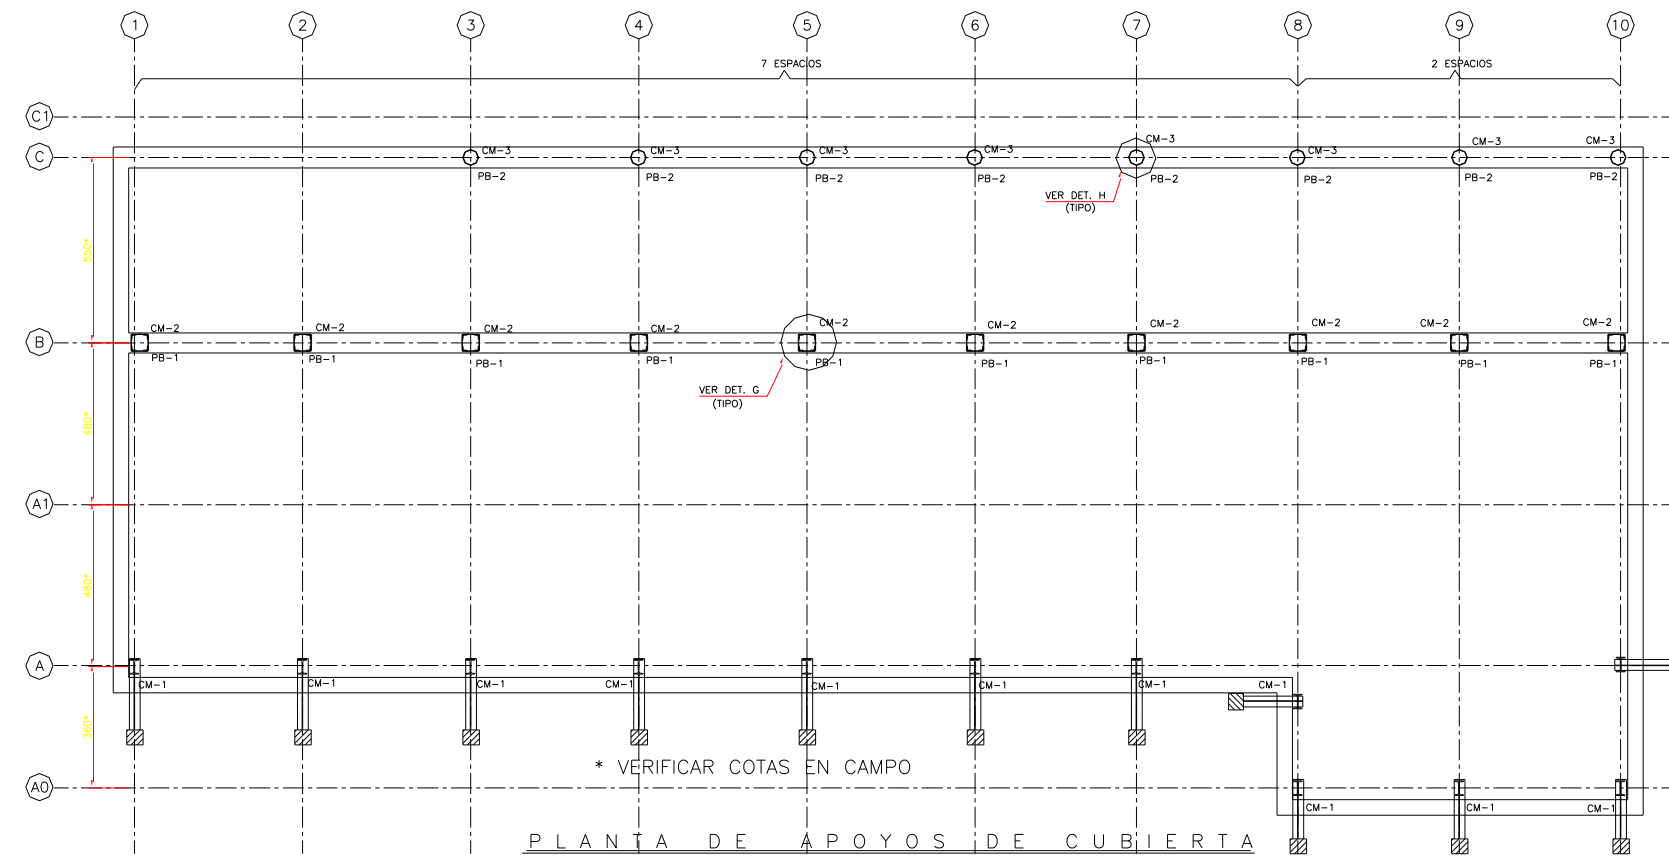 1 2 3 4 5 6 7 8 9 10
7 ESPACIOS 2 ESPACIOS
C1
C
CM-3 CM-3 CM-3 CM-3 CM-3 CM-3 CM-3 CM-3
PB-2 PB-2 PB-2 PB-2 PB-2 PB-2 PB-2 PB-2
VER DET. H
(TIPO)
550*
B
CM-2 CM-2 CM-2 CM-2 CM-2 CM-2 CM-2 CM-2 CM-2 CM-2
PB-1 PB-1 PB-1 PB-1 PB-1 PB-1 PB-1 PB-1 PB-1 PB-1
VER DET. G
(TIPO)
480*
A1
480*
A
CM-1 CM-1 CM-1 CM-1 CM-1 CM-1 CM-1 CM-1
* VERIFICAR COTAS EN CAMPO
A0
CM-1 CM-1 CM-1
PLANTA DE APOYOS DE CUBIERTA